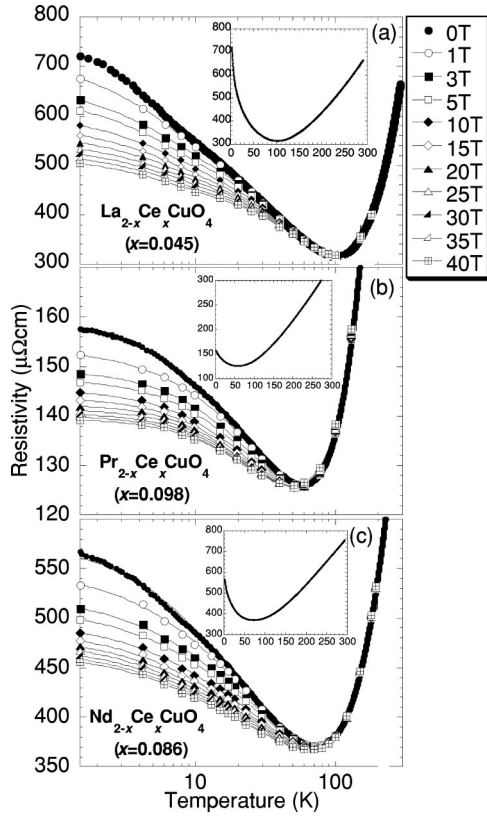 800
700
600
500
400
300
(a)
800
700
600
500
400
300
0 50 100 150 200 250 300
La2-xCexCuO4
(x=0.045)
0T
1T
3T
5T
10T
15T
20T
25T
30T
35T
40T
160
150
140
130
120
(b)
300
250
200
150
100
0 50 100 150 200 250 300
Pr2-xCexCuO4
(x=0.098)
Resistivity (μΩcm)
550
500
450
400
350
(c)
800
700
600
500
400
300
0 50 100 150 200 250 300
Nd2-xCexCuO4
(x=0.086)
10 100
Temperature (K)